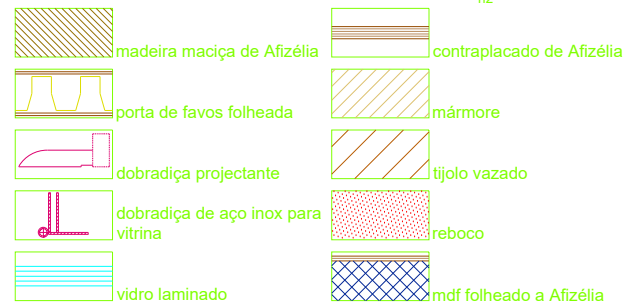 madeira maciça de Afizélia
porta de favos folheada
dobradiça projectante
dobradiça de aço inox para
vitrina
vidro laminado
contraplacado de Afizélia
mármore
tijolo vazado
reboco
mdf folheado a Afizélia